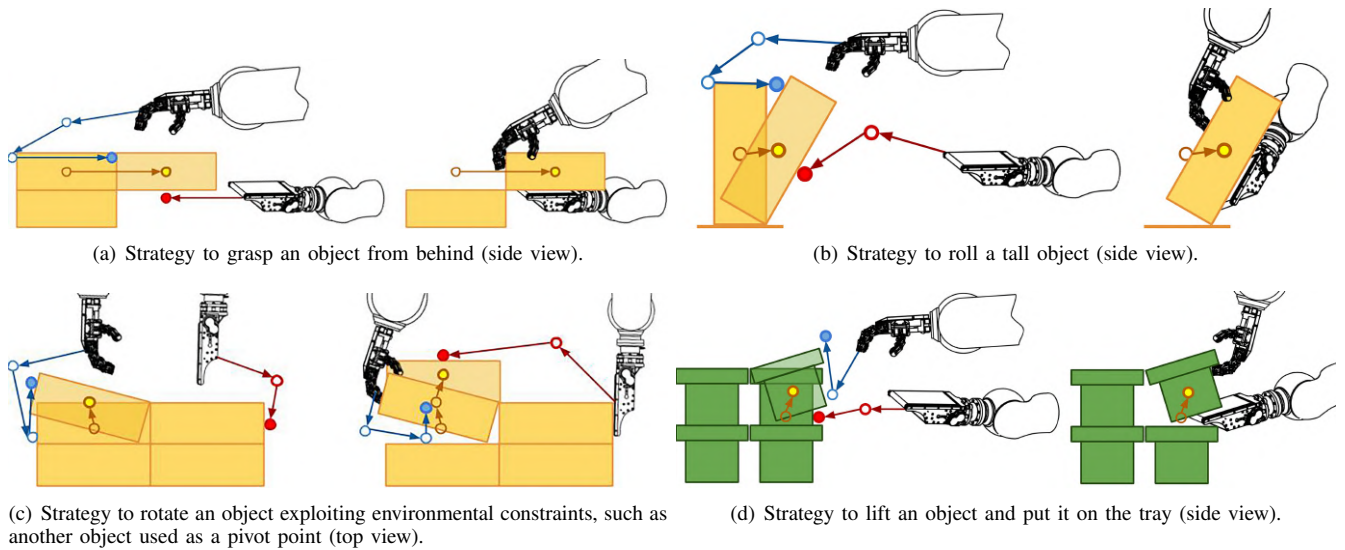 (a) Strategy to grasp an object from behind (side view).
(b) Strategy to roll a tall object (side view).
(c) Strategy to rotate an object exploiting environmental constraints, such as
another object used as a pivot point (top view).
(d) Strategy to lift an object and put it on the tray (side view).